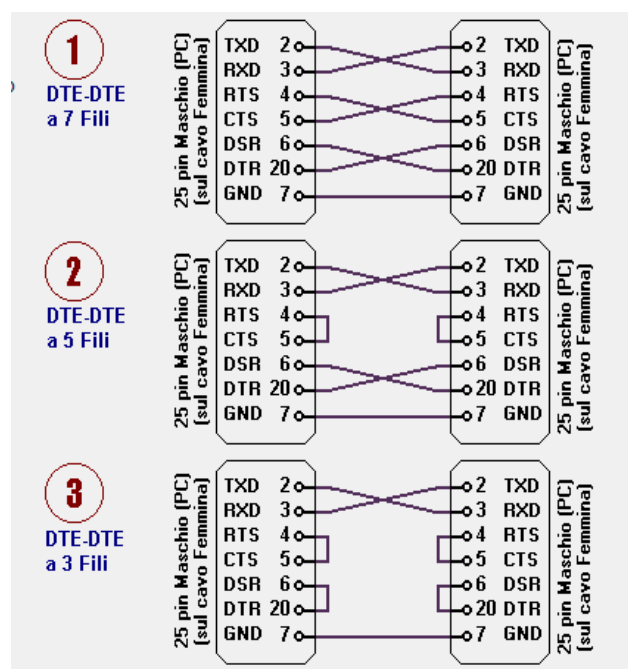 1
DTE-DTE
a 7 Fili
25 pin Maschio (PC)
(sul cavo Femmina)
TXD 2
RXD 3
RTS 4
CTS 5
DSR 6
DTR 20
GND 7
2 TXD
3 RXD
4 RTS
5 CTS
6 DSR
20 DTR
7 GND
25 pin Maschio (PC)
(sul cavo Femmina)
2
DTE-DTE
a 5 Fili
25 pin Maschio (PC)
(sul cavo Femmina)
TXD 2
RXD 3
RTS 4
CTS 5
DSR 6
DTR 20
GND 7
2 TXD
3 RXD
4 RTS
5 CTS
6 DSR
20 DTR
7 GND
25 pin Maschio (PC)
(sul cavo Femmina)
3
DTE-DTE
a 3 Fili
25 pin Maschio (PC)
(sul cavo Femmina)
TXD 2
RXD 3
RTS 4
CTS 5
DSR 6
DTR 20
GND 7
2 TXD
3 RXD
4 RTS
5 CTS
6 DSR
20 DTR
7 GND
25 pin Maschio (PC)
(sul cavo Femmina)